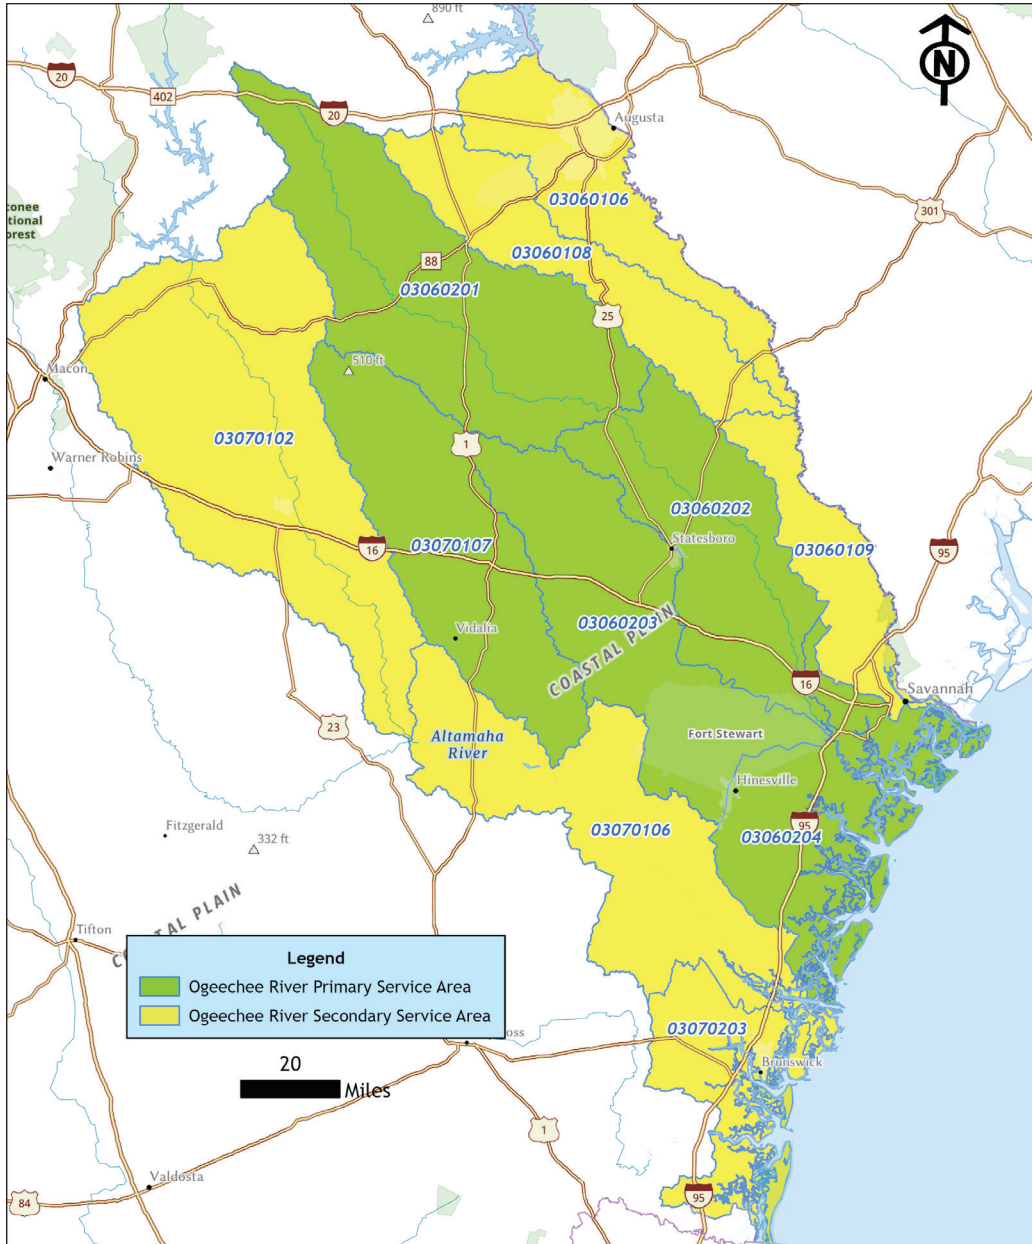 890 ft
N
20
402
20
Augusta
conee
tional
orest
03060106
301
03060108
88
03060201
25
510 ft
Macon
1
03070102
Warner Robins
03060202
Statesboro
16
03070107
03060109
95
03060203
Vidalia
COASTAL PLAIN
16
Savannah
23
Altamaha
River
Fort Stewart
Hinesville
Fitzgerald
332 ft
03070106
95
03060204
COASTAL PLAIN
Tifton
Legend
Ogeechee River Primary Service Area
Ogeechee River Secondary Service Area
oss
03070203
20
Miles
Brunswick
1
Valdosta
84
95